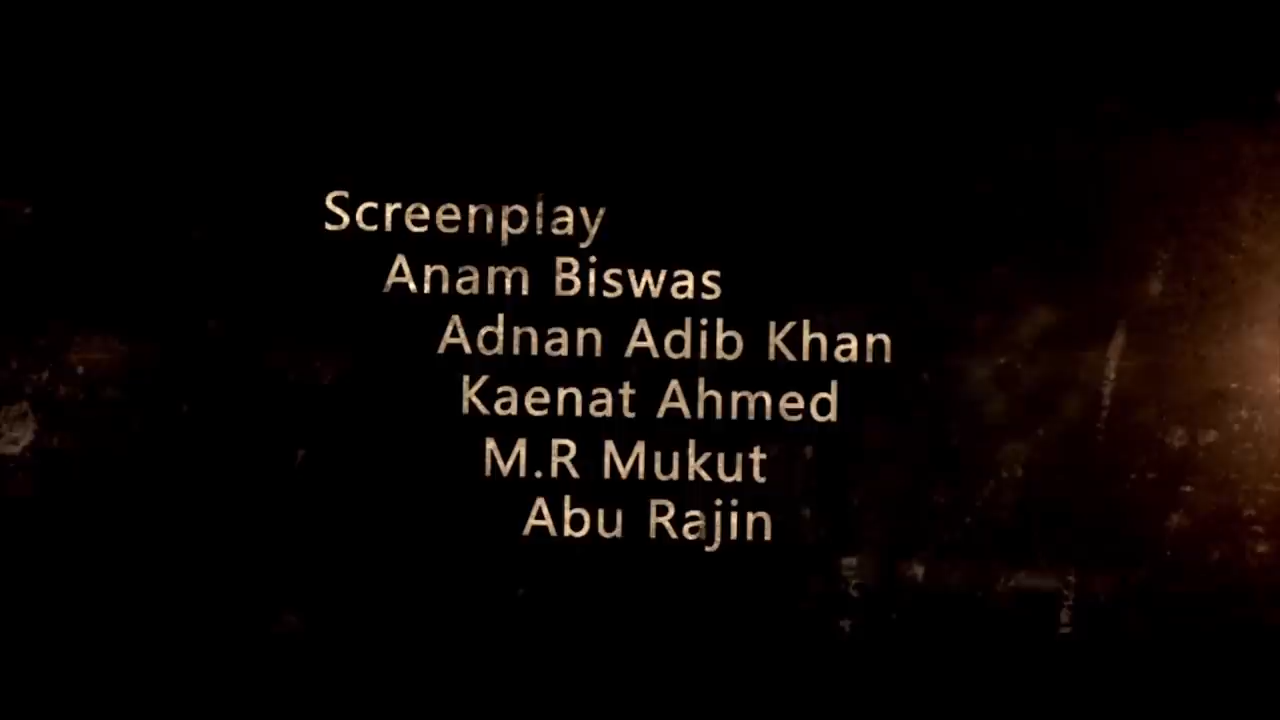 Screenplay
Anam Biswas
Adnan Adib Khan
Kaenat Ahmed
M.R Mukut
Abu Rajin